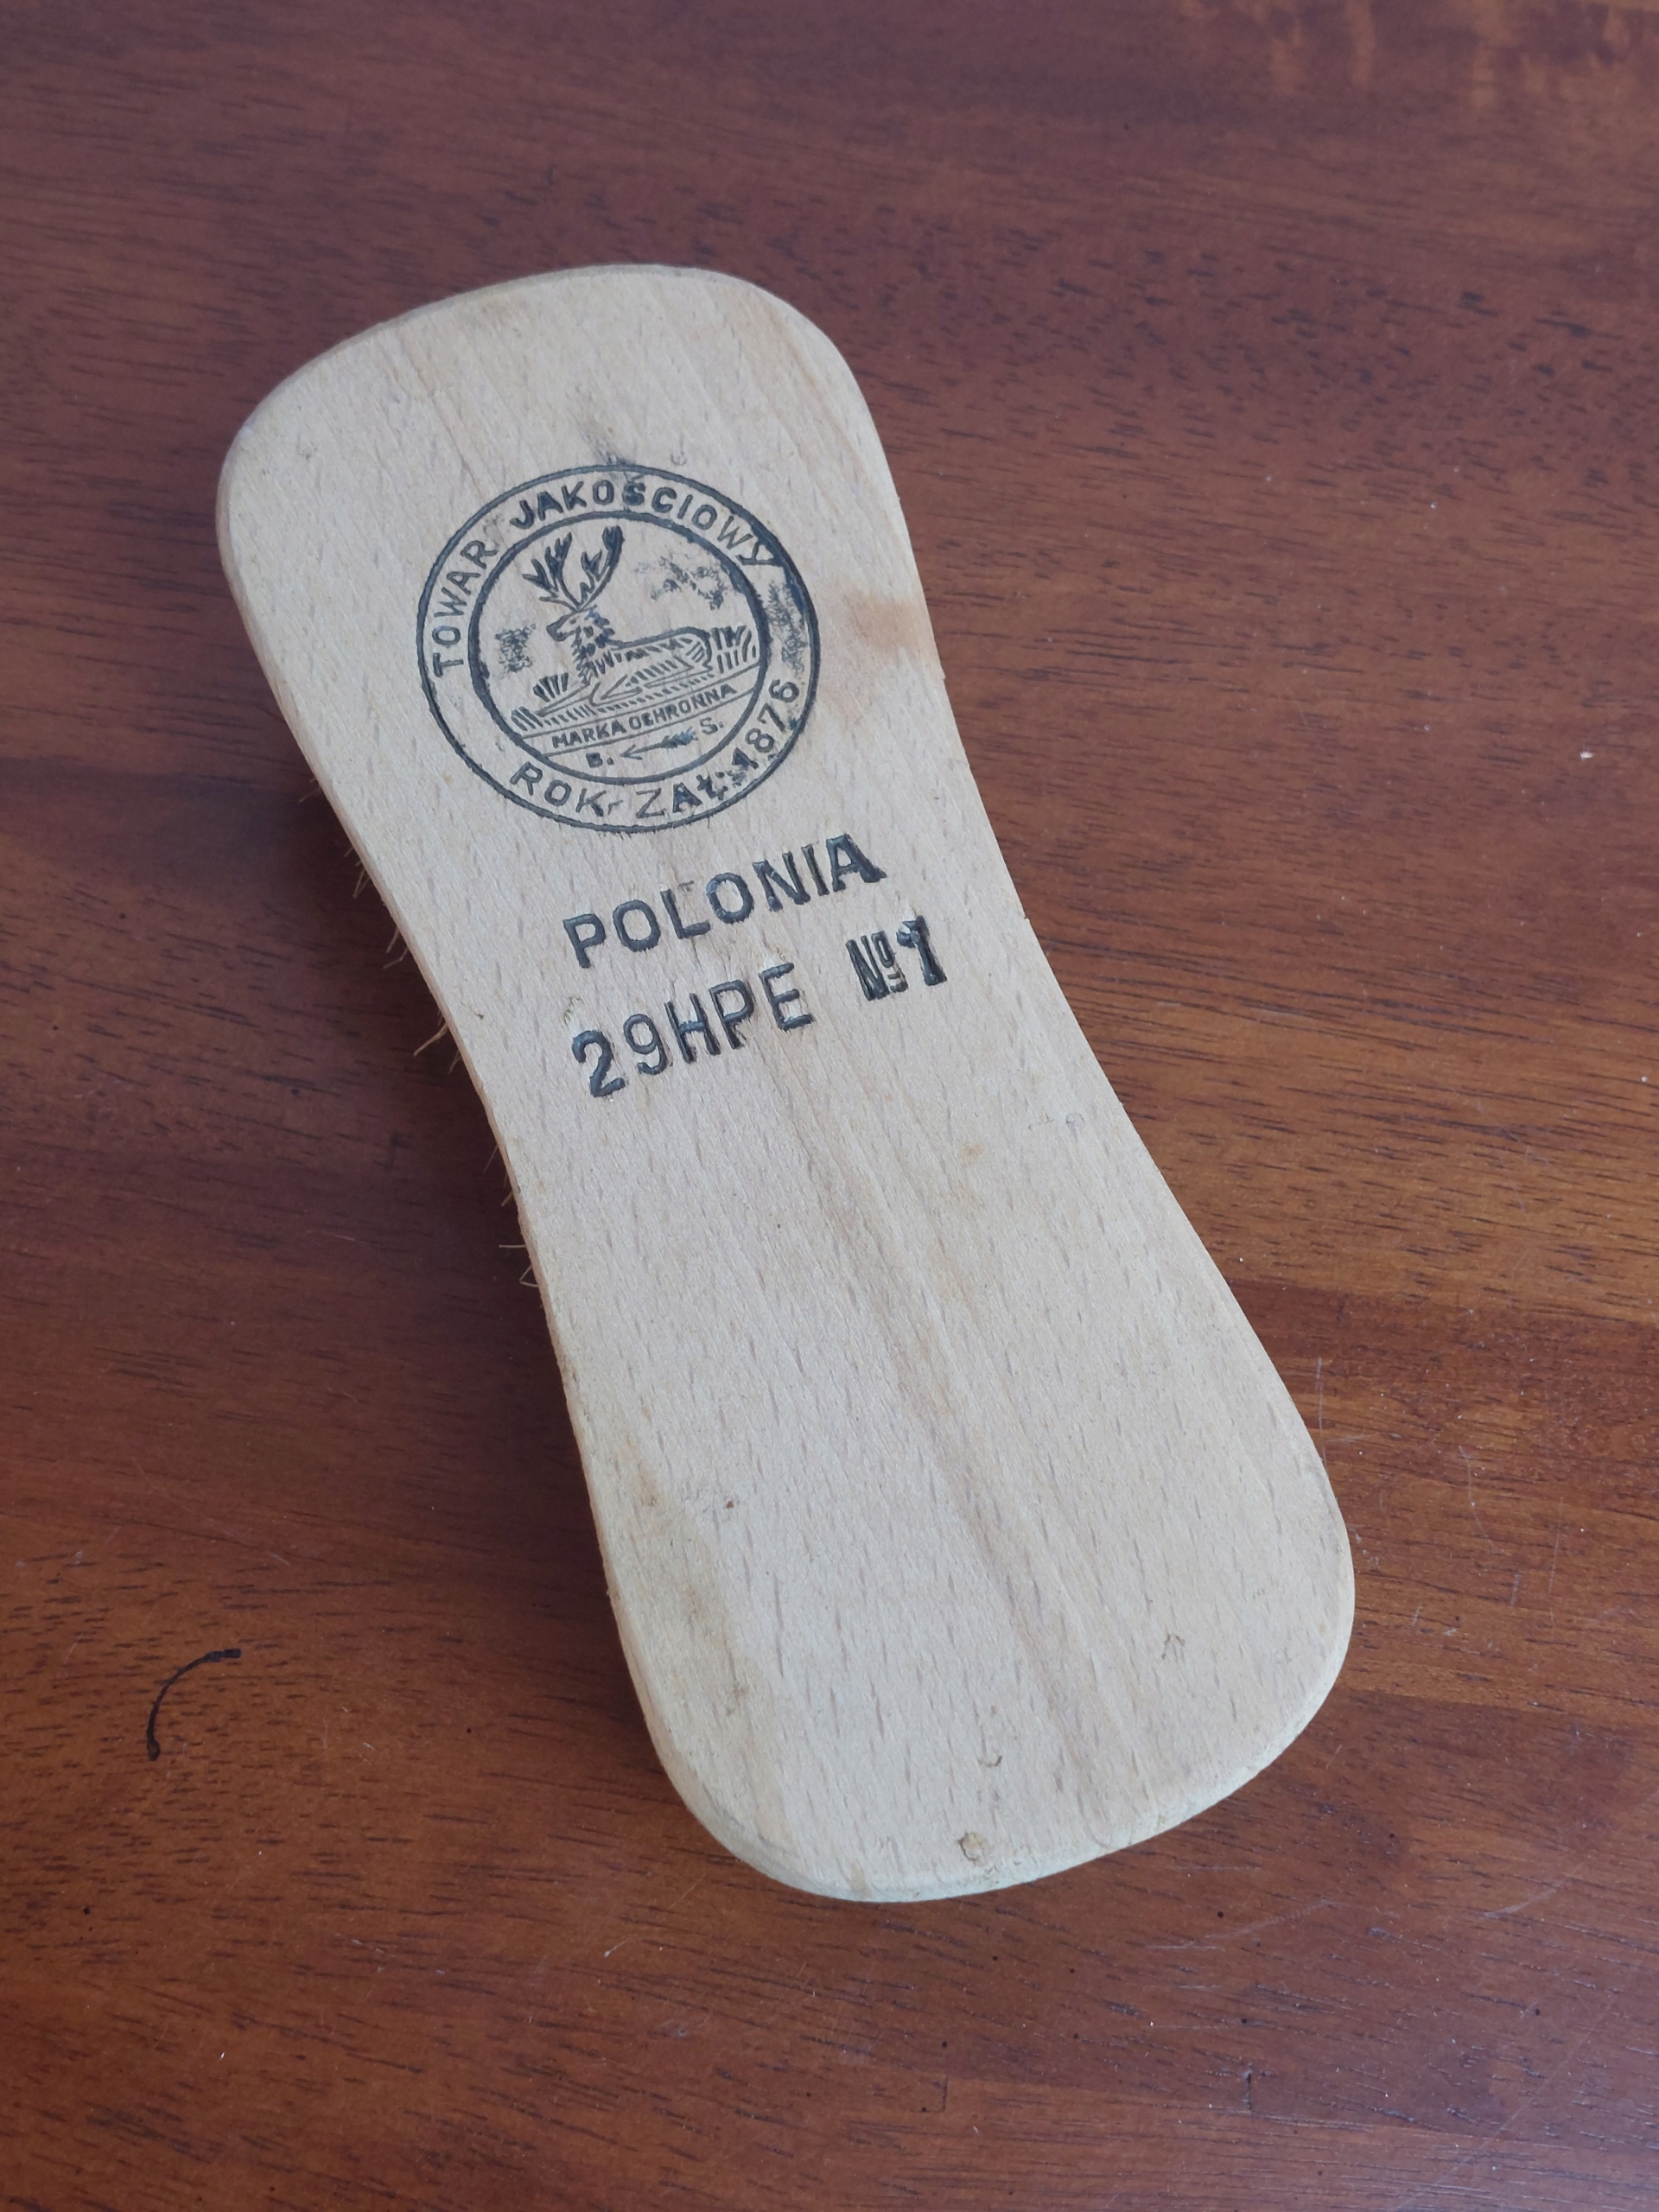 TOWAR JAKOŚCIOWY
MARKA OCHRONNA
B. S.
ROK ZAŁ. 1876
POLONIA
29HPE №1